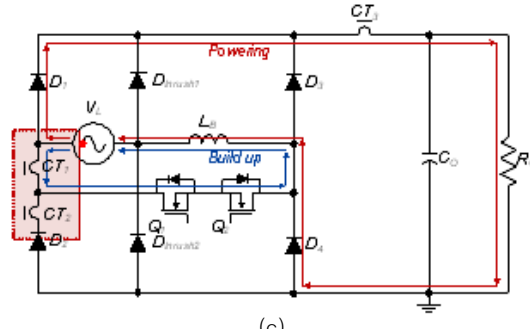 CT3
Powering
D1
Dinrush1
D3
VL
LB
Build up
CT1
CO
R
CT2
Q1
Q2
D2
Dinrush2
D4
(c)